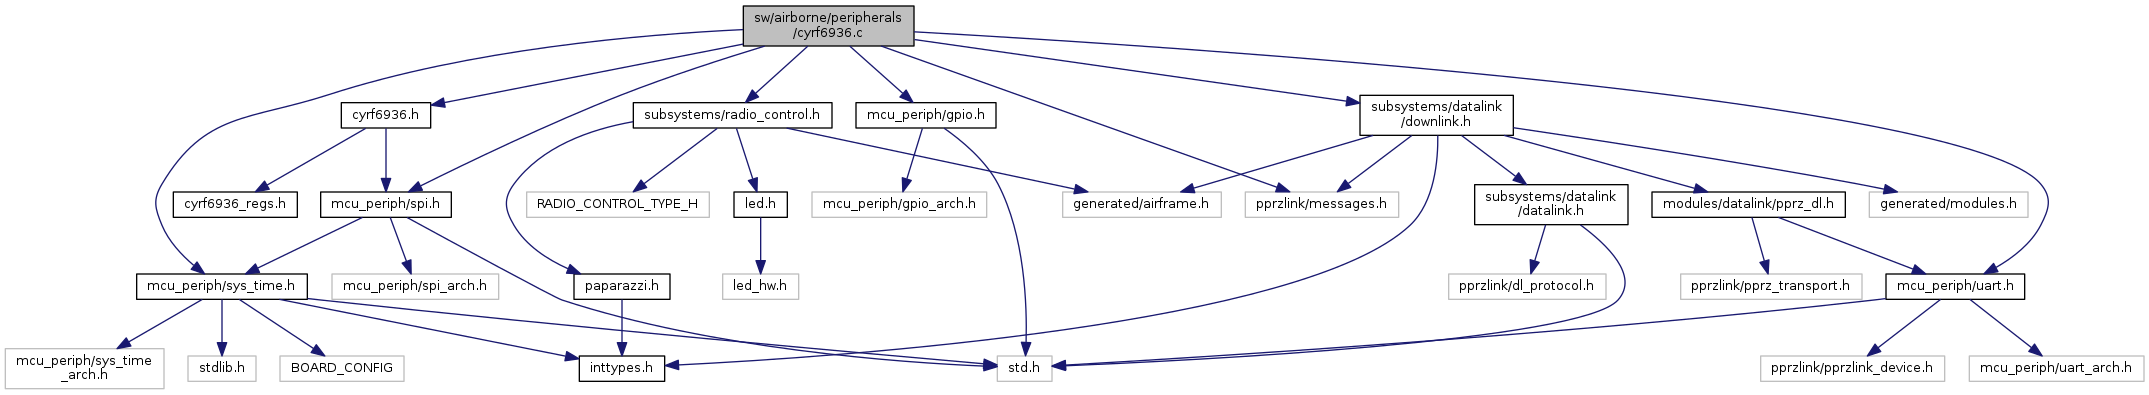 sw/airborne/peripherals
/cyrf6936.c
cyrf6936.h
subsystems/radio_control.h
mcu_periph/gpio.h
subsystems/datalink
/downlink.h
cyrf6936_regs.h
mcu_periph/spi.h
RADIO_CONTROL_TYPE_H
led.h
mcu_periph/gpio_arch.h
generated/airframe.h
pprzlink/messages.h
subsystems/datalink
/datalink.h
modules/datalink/pprz_dl.h
generated/modules.h
mcu_periph/sys_time.h
mcu_periph/spi_arch.h
paparazzi.h
led_hw.h
pprzlink/dl_protocol.h
pprzlink/pprz_transport.h
mcu_periph/uart.h
mcu_periph/sys_time
_arch.h
stdlib.h
BOARD_CONFIG
inttypes.h
std.h
pprzlink/pprzlink_device.h
mcu_periph/uart_arch.h